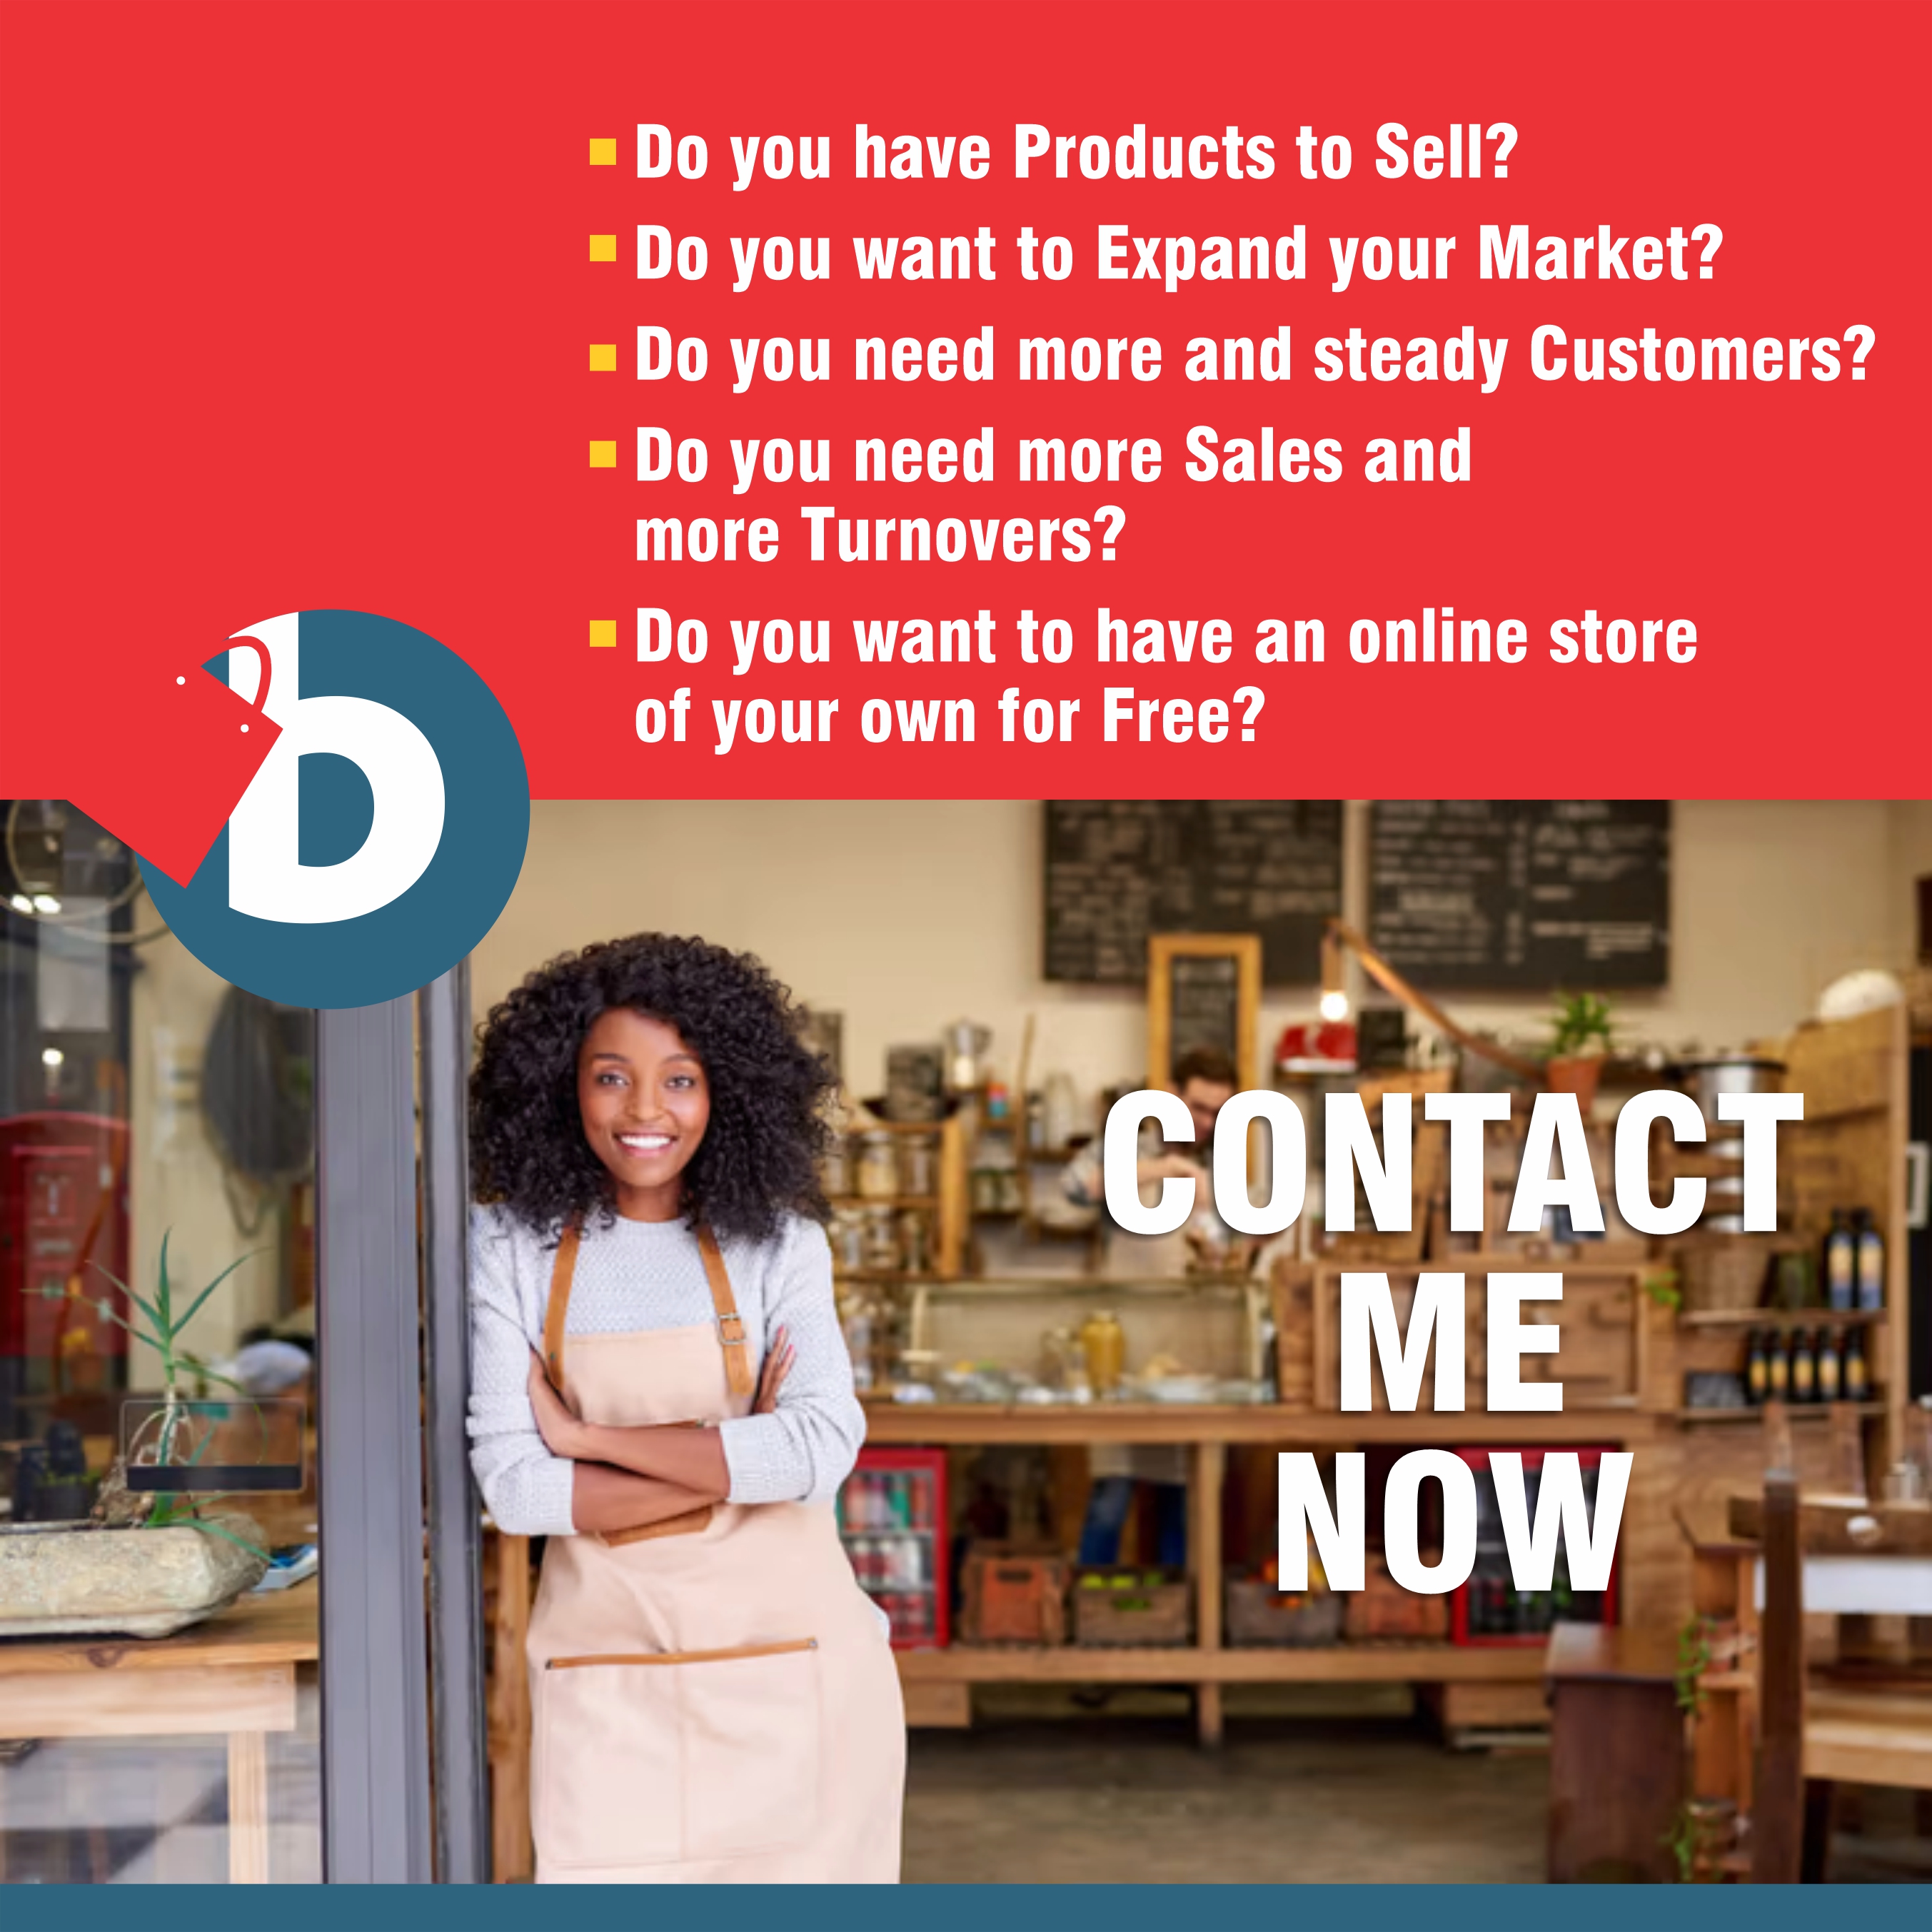 Do you have Products to Sell?
Do you want to Expand your Market?
Do you need more and steady Customers?
Do you need more Sales and
more Turnovers?
Do you want to have an online store
of your own for Free?
b
CONTACT
ME
NOW